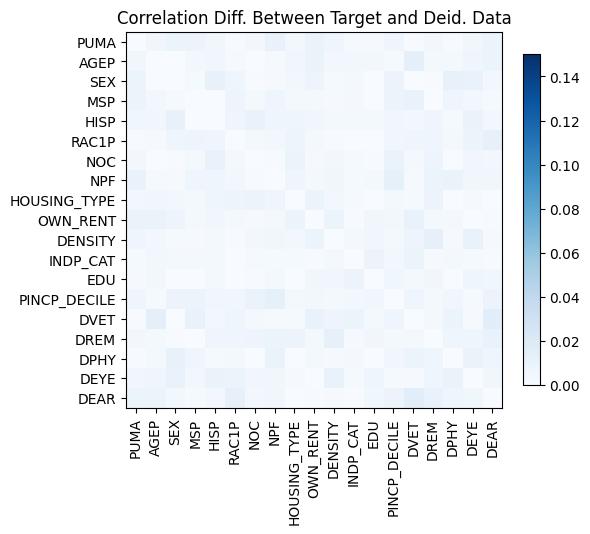 Correlation Diff. Between Target and Deid. Data
PUMA
AGEP
SEX
MSP
HISP
RAC1P
NOC
NPF
HOUSING_TYPE
OWN_RENT
DENSITY
INDP_CAT
EDU
PINCP_DECILE
DVET
DREM
DPHY
DEYE
DEAR
PUMA
AGEP
SEX
MSP
HISP
RAC1P
NOC
NPF
HOUSING_TYPE
OWN_RENT
DENSITY
INDP_CAT
EDU
PINCP_DECILE
DVET
DREM
DPHY
DEYE
DEAR
0.14
0.12
0.10
0.08
0.06
0.04
0.02
0.00